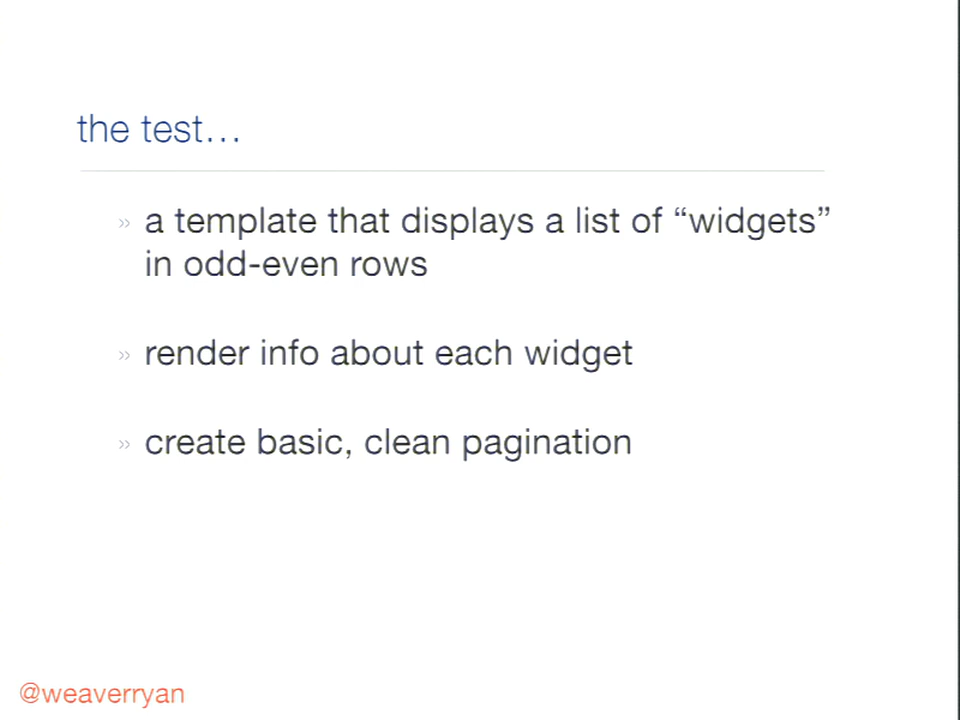 the test…
» a template that displays a list of “widgets”
in odd-even rows
» render info about each widget
» create basic, clean pagination
@weaverryan